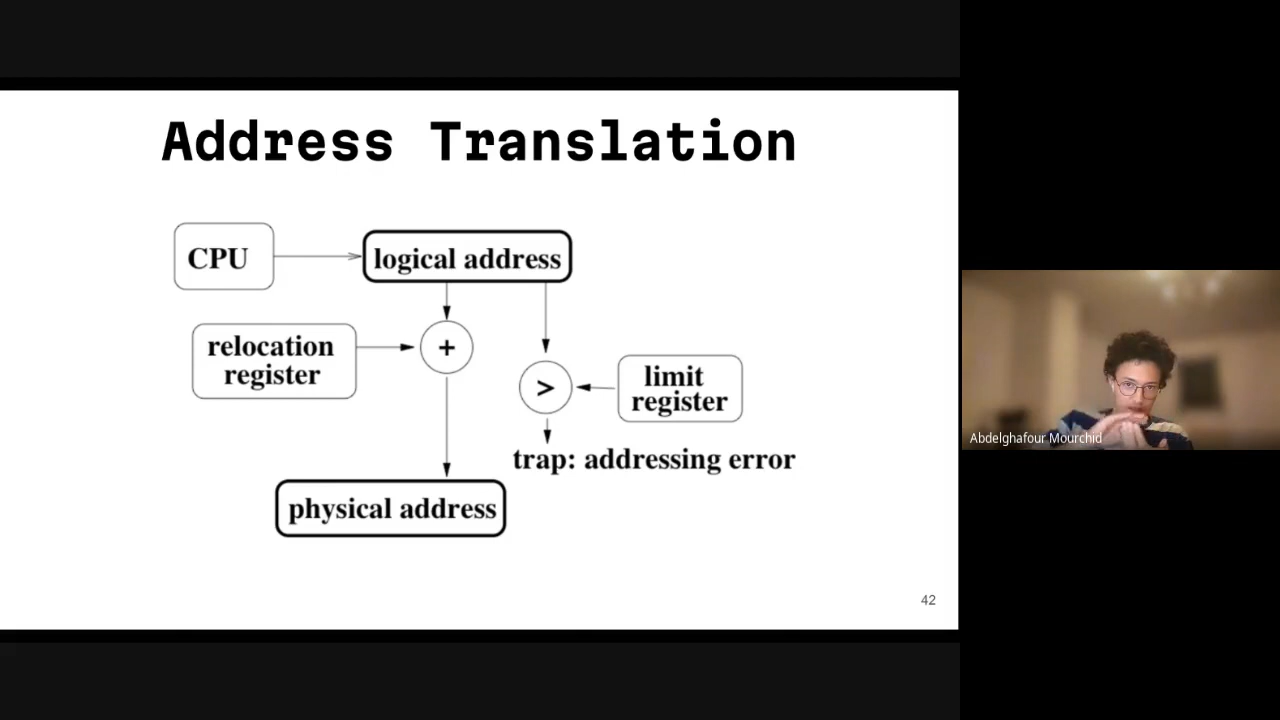 Address Translation
CPU
logical address
relocation
register
+
>
limit
register
trap: addressing error
physical address
42
Abdelghafour Mourchid